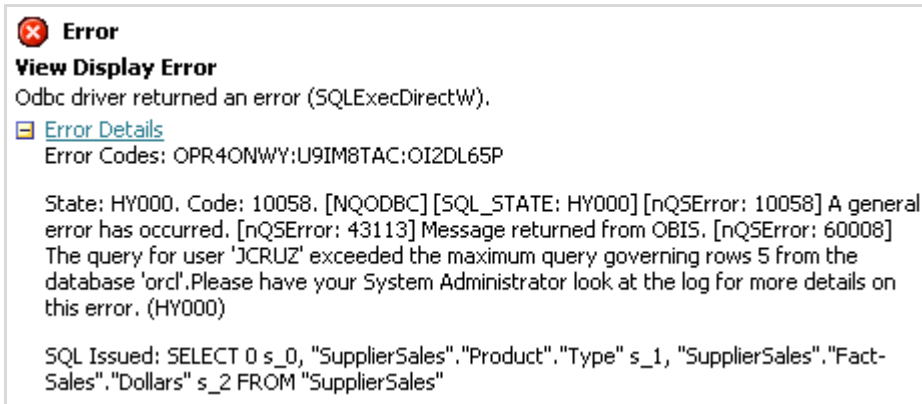 Error
View Display Error
Odbc driver returned an error (SQLExecDirectW).
Error Details
Error Codes: OPR4ONWY:U9IM8TAC:OI2DL65P
State: HY000. Code: 10058. [NQODBC] [SQL_STATE: HY000] [nQSError: 10058] A general
error has occurred. [nQSError: 43113] Message returned from OBIS. [nQSError: 60008]
The query for user 'JCRUZ' exceeded the maximum query governing rows 5 from the
database 'orcl'.Please have your System Administrator look at the log for more details on
this error. (HY000)
SQL Issued: SELECT 0 s_0, "SupplierSales"."Product"."Type" s_1, "SupplierSales"."Fact-
Sales"."Dollars" s_2 FROM "SupplierSales"